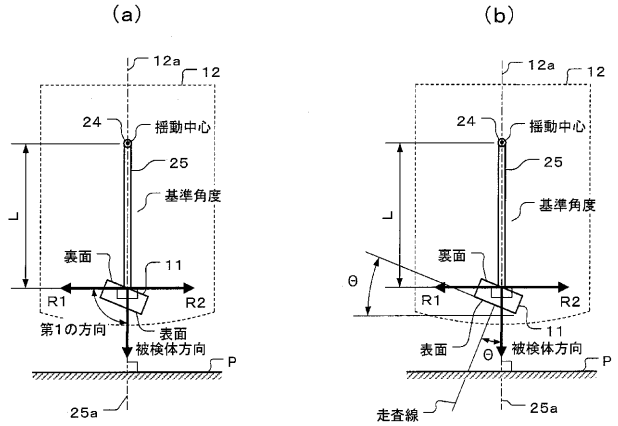 (a)
12a
12
24
揺動中心
25
基準角度
L
裏面
11
R1
R2
第1の方向
表面
被検体方向
P
25a
(b)
12a
12
24
揺動中心
25
基準角度
L
裏面
θ
R1
R2
11
表面
θ
被検体方向
P
走査線
25a